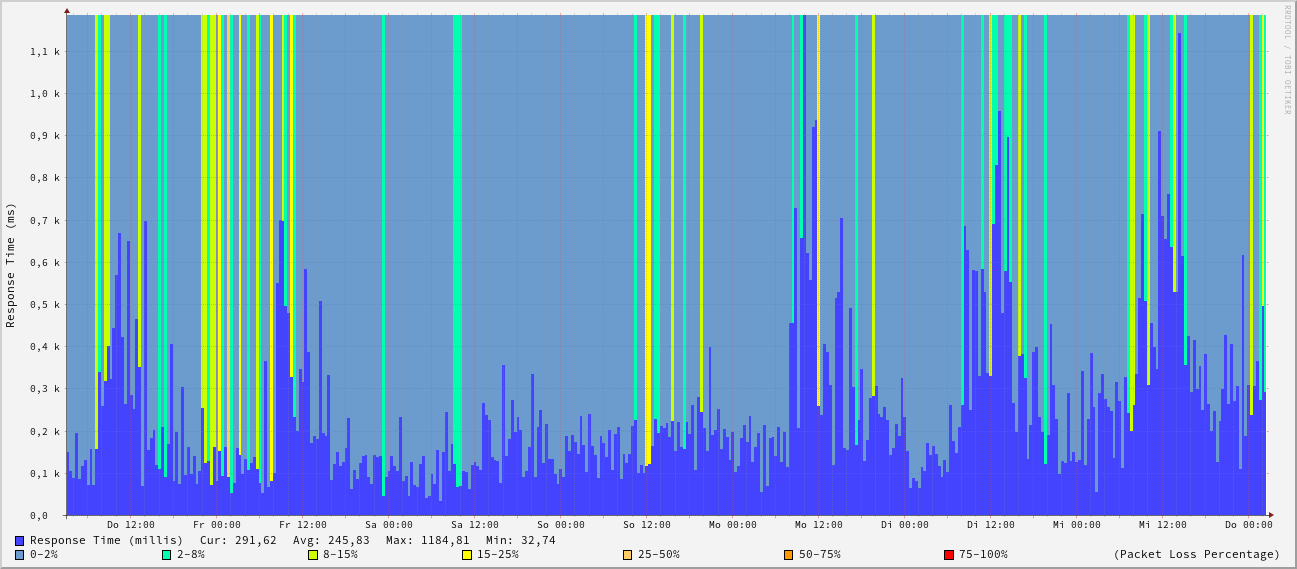 RRDTOOL / TOBI OETIKER
Response Time (ms)
1,1 k
1,0 k
0,9 k
0,8 k
0,7 k
0,6 k
0,5 k
0,4 k
0,3 k
0,2 k
0,1 k
0,0
Do 12:00 Fr 00:00 Fr 12:00 Sa 00:00 Sa 12:00 So 00:00 So 12:00 Mo 00:00 Mo 12:00 Di 00:00 Di 12:00 Mi 00:00 Mi 12:00 Do 00:00
Response Time (millis) Cur: 291,62 Avg: 245,83 Max: 1184,81 Min: 32,74
0-2% 2-8% 8-15% 15-25% 25-50% 50-75% 75-100% (Packet Loss Percentage)